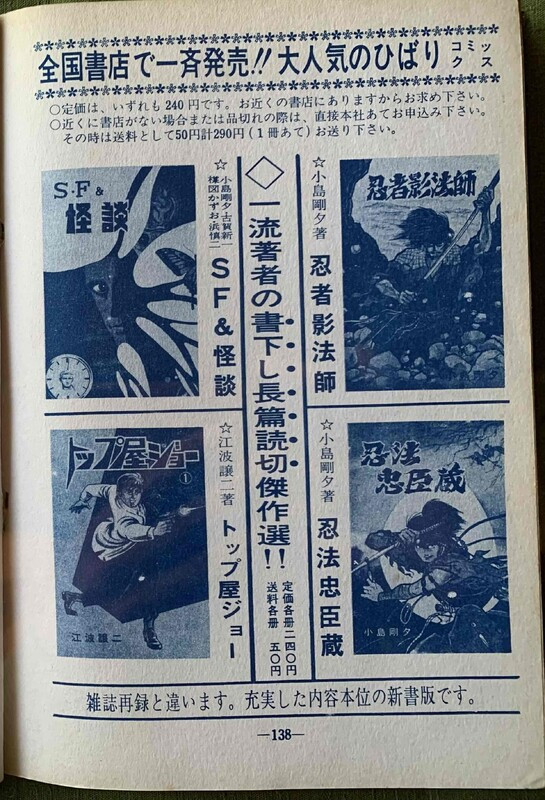 全国書店で一斉発売!!大人気のひばりコミックス
○定価は、いずれも240円です。お近くの書店にありますからお求め下さい。
○近くに書店がない場合または品切れの際は、直接本社あてお申込み下さい。
その時は送料として50円計290円(1冊あて)お送り下さい。
☆小島剛夕著
忍者影法師
忍者影法師
☆小島剛夕著
忍法忠臣蔵
忍法
忠臣蔵
小島剛夕
◇一流著者の書下し長篇読切傑作選!!
定価各冊二四〇円
送料各冊五〇円
☆小島剛夕・古賀新一
楳図かずお・浜慎二
SF&怪談
S・F&
怪談
☆江波譲二著
トップ屋ジョー
トップ屋ジョー
①
江波譲二
雑誌再録と違います。充実した内容本位の新書版です。
—138—